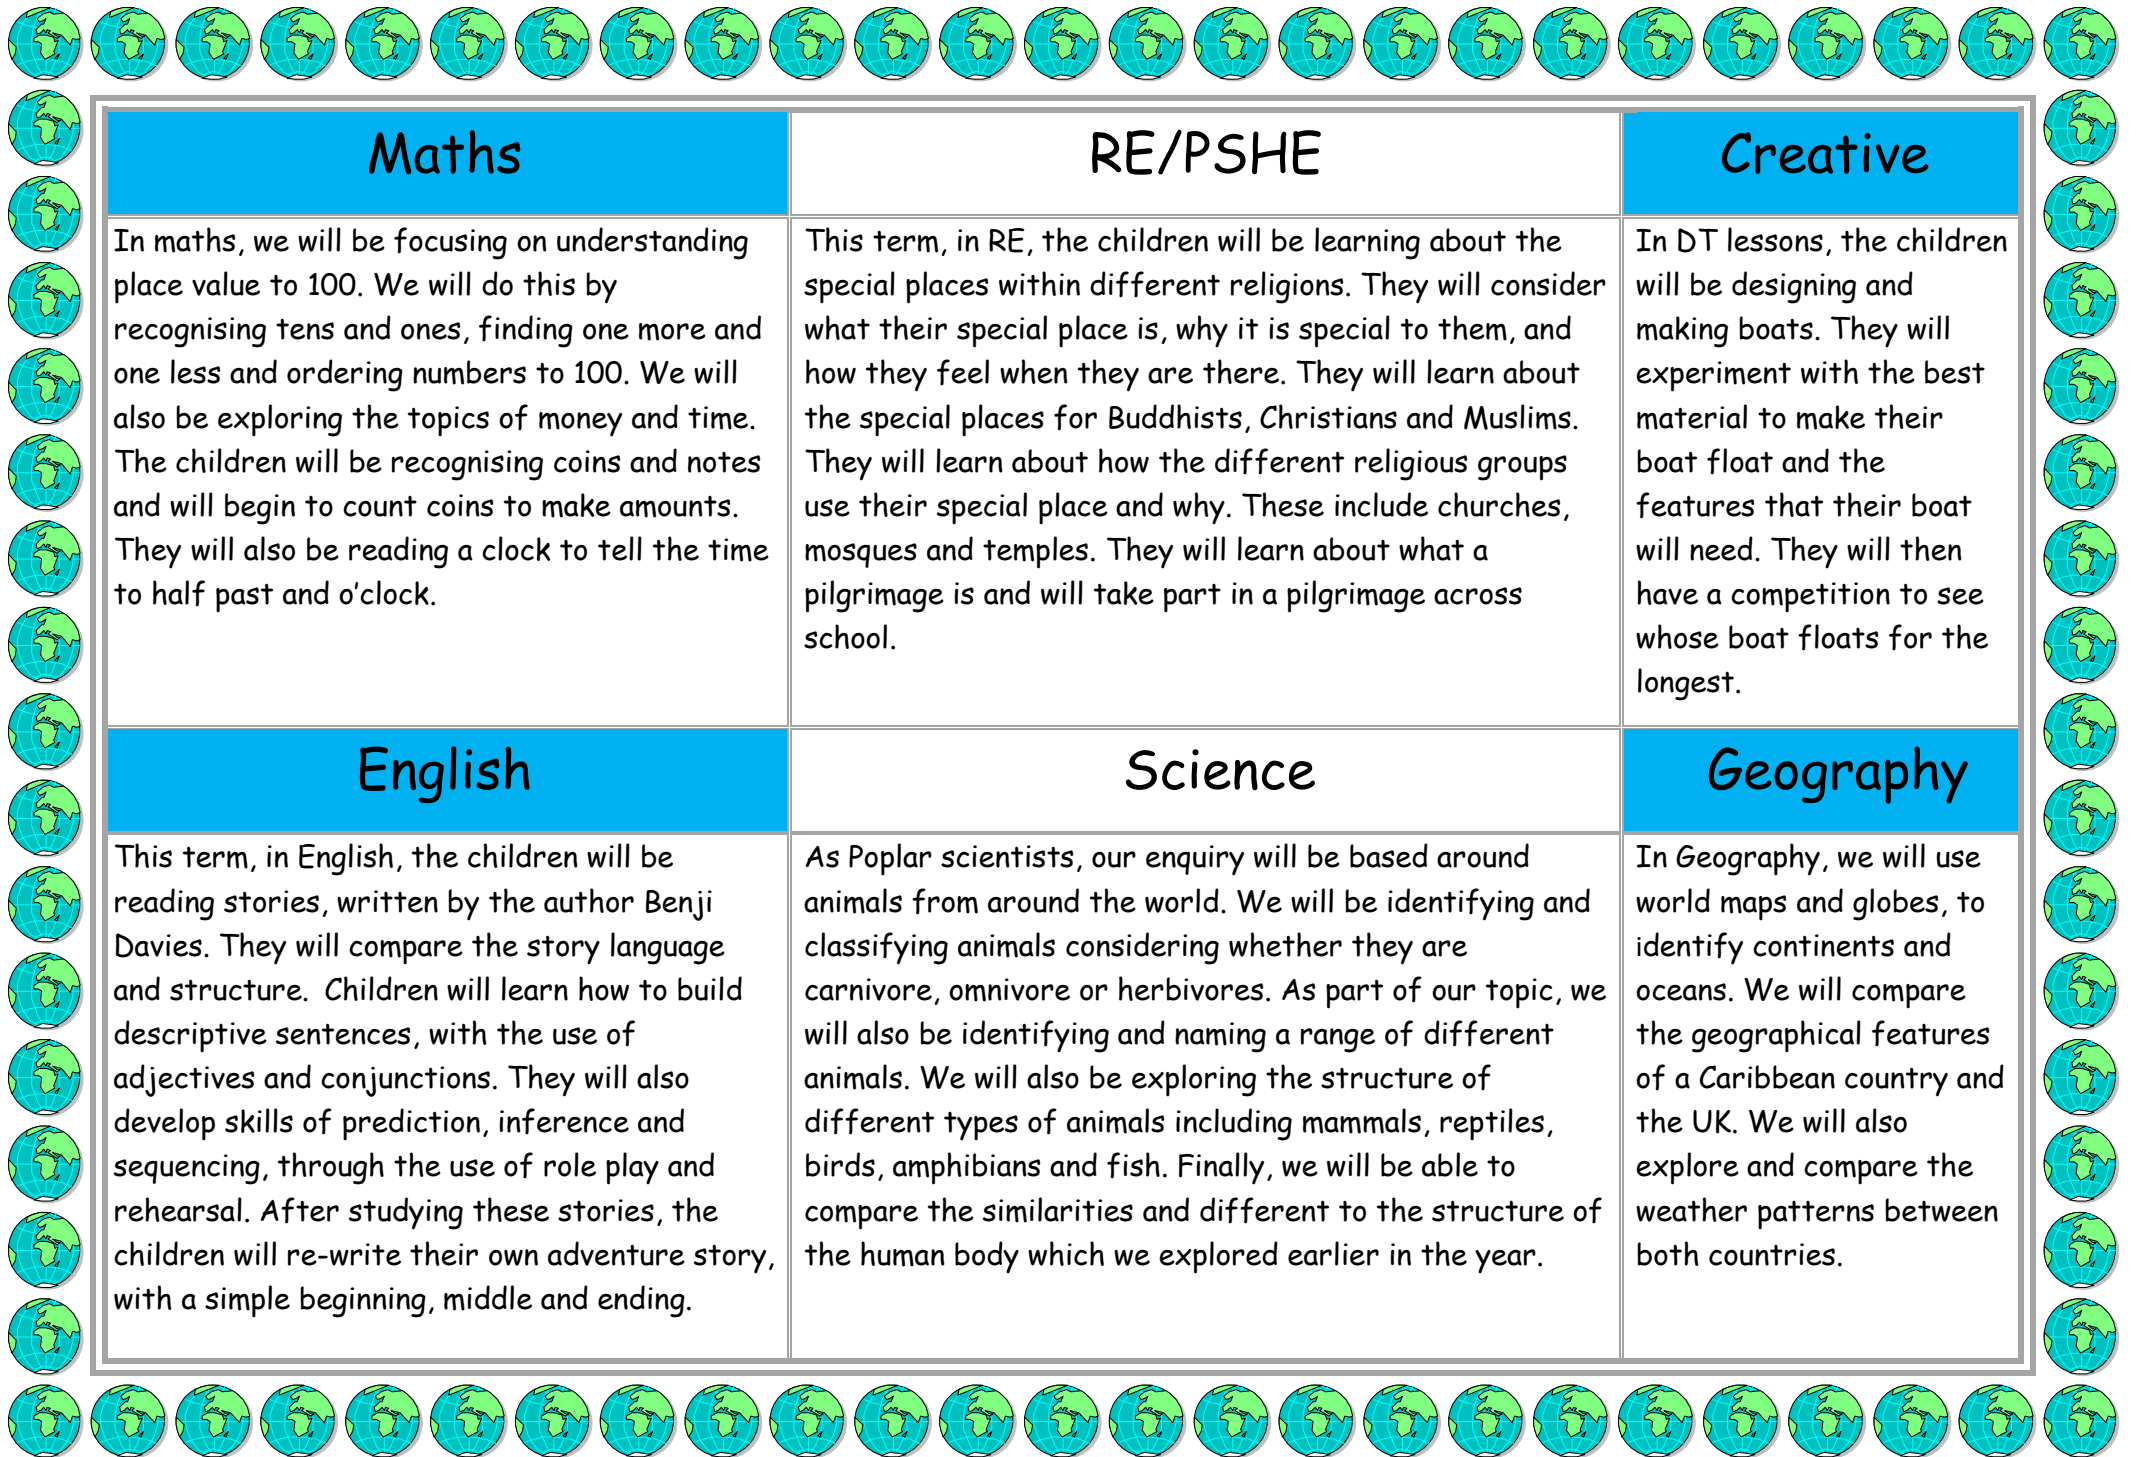 Maths
In maths, we will be focusing on understanding
place value to 100. We will do this by
recognising tens and ones, finding one more and
one less and ordering numbers to 100. We will
also be exploring the topics of money and time.
The children will be recognising coins and notes
and will begin to count coins to make amounts.
They will also be reading a clock to tell the time
to half past and o'clock.
RE/PSHE
This term, in RE, the children will be learning about the
special places within different religions. They will consider
what their special place is, why it is special to them, and
how they feel when they are there. They will learn about
the special places for Buddhists, Christians and Muslims.
They will learn about how the different religious groups
use their special place and why. These include churches,
mosques and temples. They will learn about what a
pilgrimage is and will take part in a pilgrimage across
school.
Creative
In DT lessons, the children
will be designing and
making boats. They will
experiment with the best
material to make their
boat float and the
features that their boat
will need. They will then
have a competition to see
whose boat floats for the
longest.
English
This term, in English, the children will be
reading stories, written by the author Benji
Davies. They will compare the story language
and structure.  Children will learn how to build
descriptive sentences, with the use of
adjectives and conjunctions. They will also
develop skills of prediction, inference and
sequencing, through the use of role play and
rehearsal. After studying these stories, the
children will re-write their own adventure story,
with a simple beginning, middle and ending.
Science
As Poplar scientists, our enquiry will be based around
animals from around the world. We will be identifying and
classifying animals considering whether they are
carnivore, omnivore or herbivores. As part of our topic, we
will also be identifying and naming a range of different
animals. We will also be exploring the structure of
different types of animals including mammals, reptiles,
birds, amphibians and fish. Finally, we will be able to
compare the similarities and different to the structure of
the human body which we explored earlier in the year.
Geography
In Geography, we will use
world maps and globes, to
identify continents and
oceans. We will compare
the geographical features
of a Caribbean country and
the UK. We will also
explore and compare the
weather patterns between
both countries.